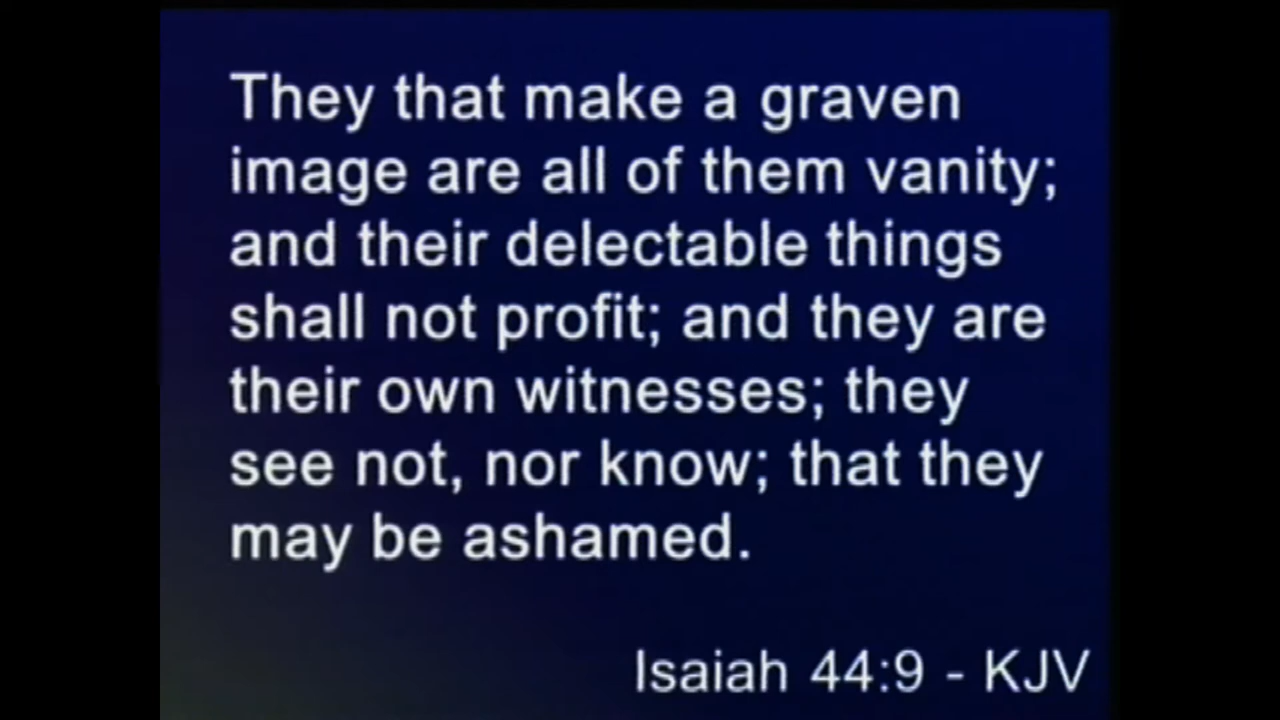 They that make a graven
image are all of them vanity;
and their delectable things
shall not profit; and they are
their own witnesses; they
see not, nor know; that they
may be ashamed.
Isaiah 44:9 - KJV